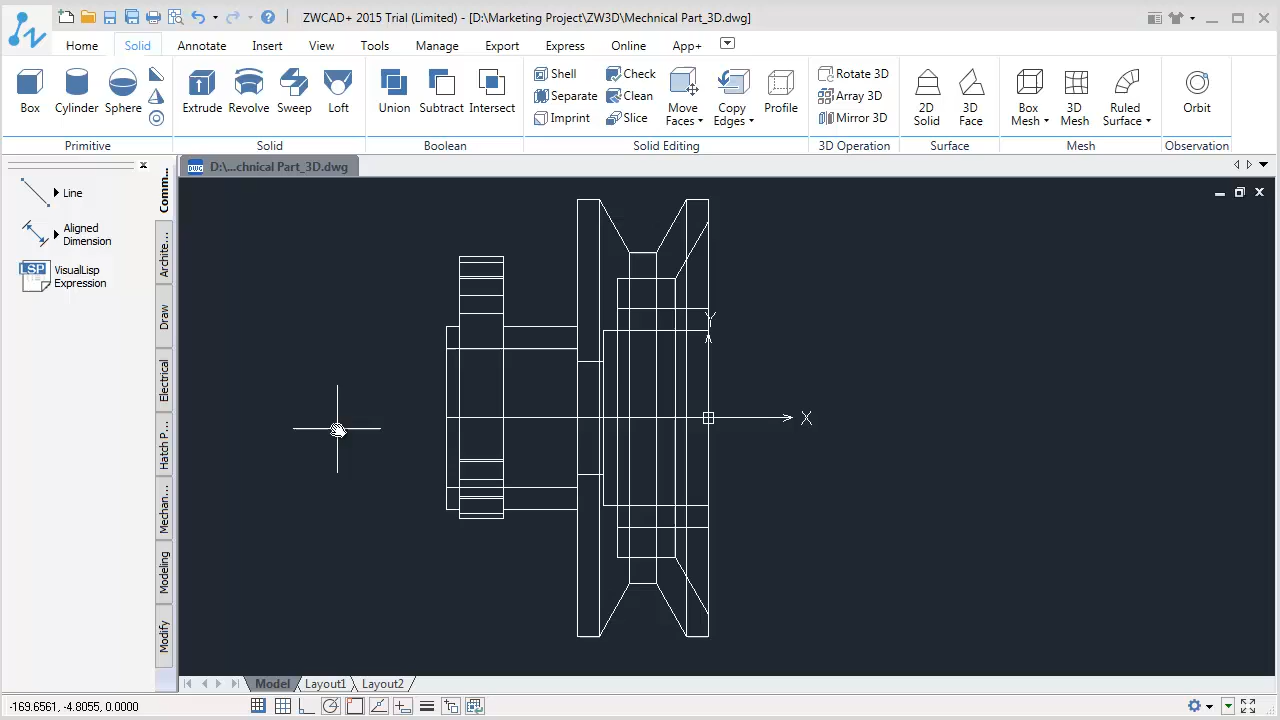 ZWCAD+ 2015 Trial (Limited) - [D:\Marketing Project\ZW3D\Mechnical Part_3D.dwg]
Home Solid Annotate Insert View Tools Manage Export Express Online App+
Box Cylinder Sphere
Extrude Revolve Sweep Loft
Union Subtract Intersect
Shell Check
Separate Clean
Imprint Slice
Move Faces
Copy Edges
Profile
Rotate 3D
Array 3D
Mirror 3D
2D Solid
3D Face
Box Mesh
3D Mesh
Ruled Surface
Orbit
Primitive Solid Boolean Solid Editing 3D Operation Surface Mesh Observation
DWG D:\...chnical Part_3D.dwg
Line
Aligned
Dimension
LSP VisualLisp
Expression
Comm...
Archite...
Draw
Electrical
Hatch P...
Mechan...
Modeling
Modify
Y
X
Model Layout1 Layout2
-169.6561, -4.8055, 0.0000